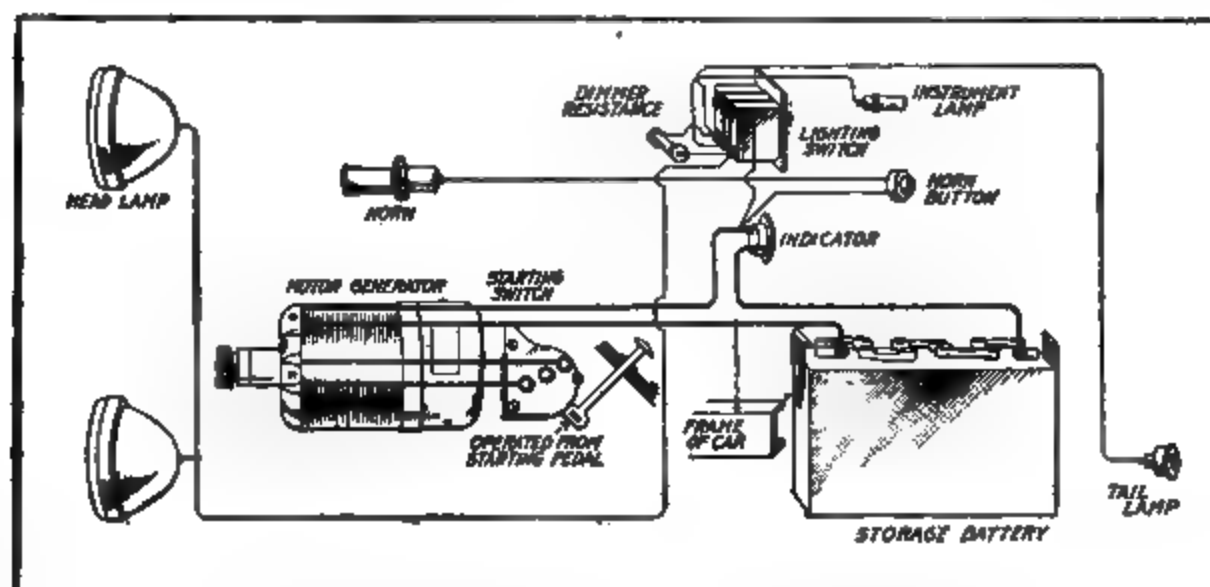 DIMMER
RESISTANCE
INSTRUMENT
LAMP
LIGHTING
SWITCH
HEAD LAMP
HORN
HORN
BUTTON
INDICATOR
MOTOR GENERATOR
STARTING
SWITCH
OPERATED FROM
STARTING PEDAL
FRAME
OF CAR
TAIL
LAMP
STORAGE BATTERY